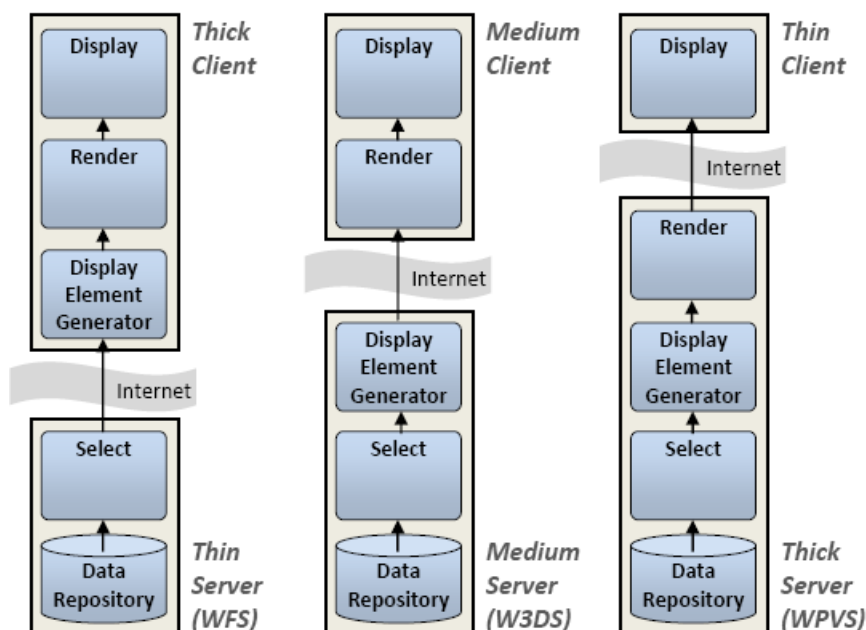 Display
Thick
Client
Render
Display
Element
Generator
Internet
Select
Data
Repository
Thin
Server
(WFS)
Display
Medium
Client
Render
Internet
Display
Element
Generator
Select
Data
Repository
Medium
Server
(W3DS)
Display
Thin
Client
Internet
Render
Display
Element
Generator
Select
Data
Repository
Thick
Server
(WPVS)